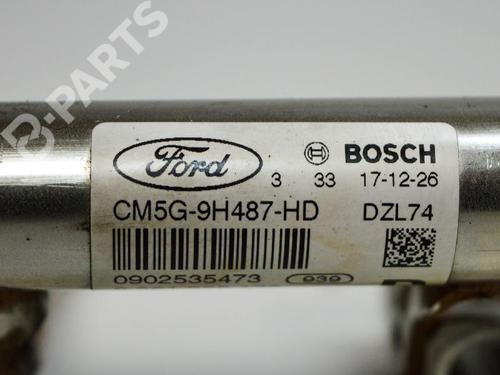 B-PARTS
Ford
3 33
BOSCH
17-12-26
CM5G-9H487-HD
DZL74
0902535473
939